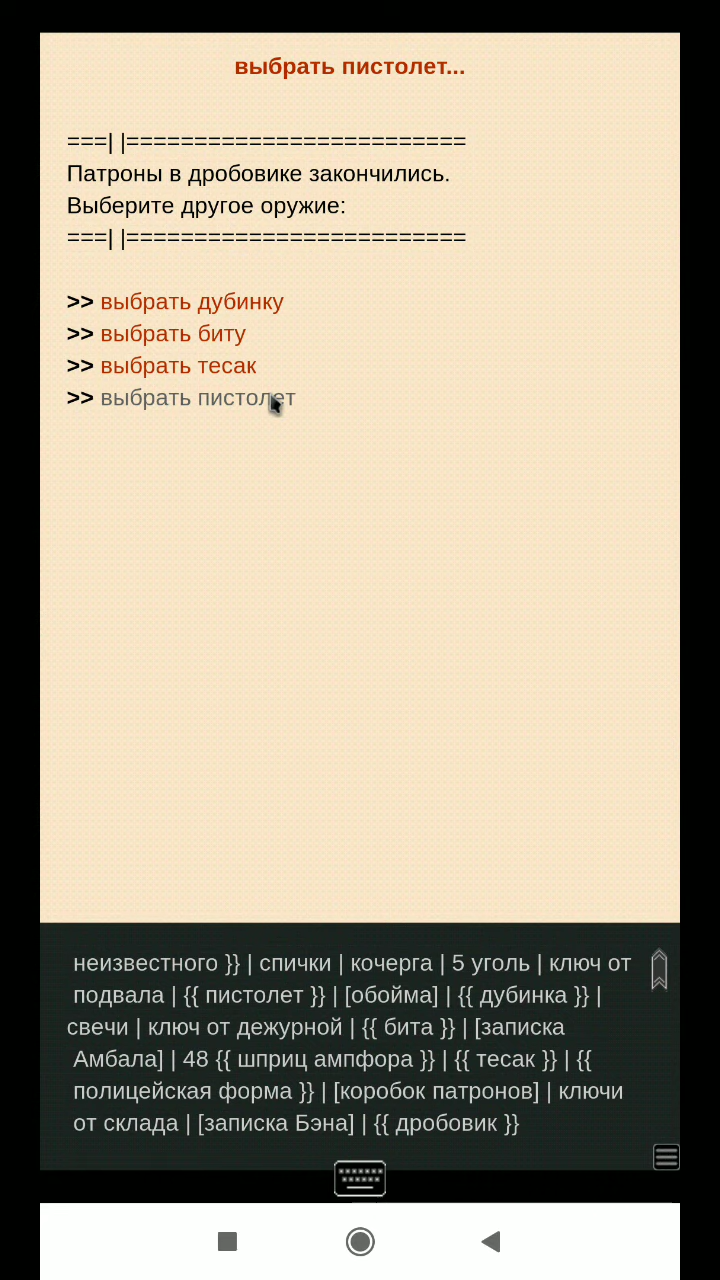 выбрать пистолет...
===| |=========================
Патроны в дробовике закончились.
Выберите другое оружие:
===| |=========================
>> выбрать дубинку
>> выбрать биту
>> выбрать тесак
>> выбрать пистолет
неизвестного }} | спички | кочерга | 5 уголь | ключ от
подвала | {{ пистолет }} | [обойма] | {{ дубинка }} |
свечи | ключ от дежурной | {{ бита }} | [записка
Амбала] | 48 {{ шприц ампфора }} | {{ тесак }} | {{
полицейская форма }} | [коробок патронов] | ключи
от склада | [записка Бэна] | {{ дробовик }}